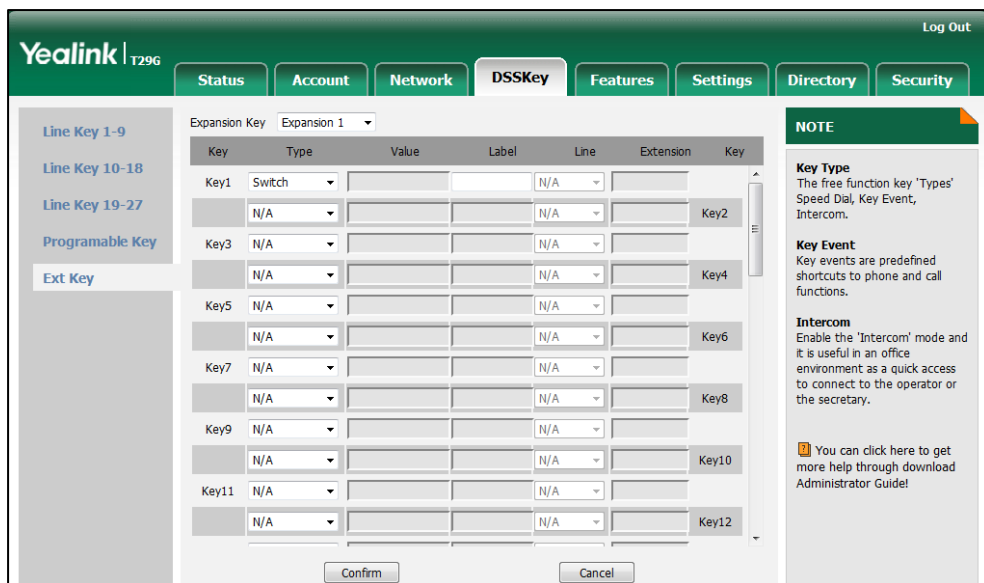 Log Out
Yealink T29G
Status Account Network DSSKey Features Settings Directory Security
Line Key 1-9
Line Key 10-18
Line Key 19-27
Programable Key
Ext Key
Expansion Key Expansion 1
Key Type Value Label Line Extension Key
Key1 Switch N/A
N/A N/A Key2
Key3 N/A N/A
N/A N/A Key4
Key5 N/A N/A
N/A N/A Key6
Key7 N/A N/A
N/A N/A Key8
Key9 N/A N/A
N/A N/A Key10
Key11 N/A N/A
N/A N/A Key12
Confirm Cancel
NOTE
Key Type
The free function key 'Types'
Speed Dial, Key Event,
Intercom.
Key Event
Key events are predefined
shortcuts to phone and call
functions.
Intercom
Enable the 'Intercom' mode and
it is useful in an office
environment as a quick access
to connect to the operator or
the secretary.
? You can click here to get
more help through download
Administrator Guide!